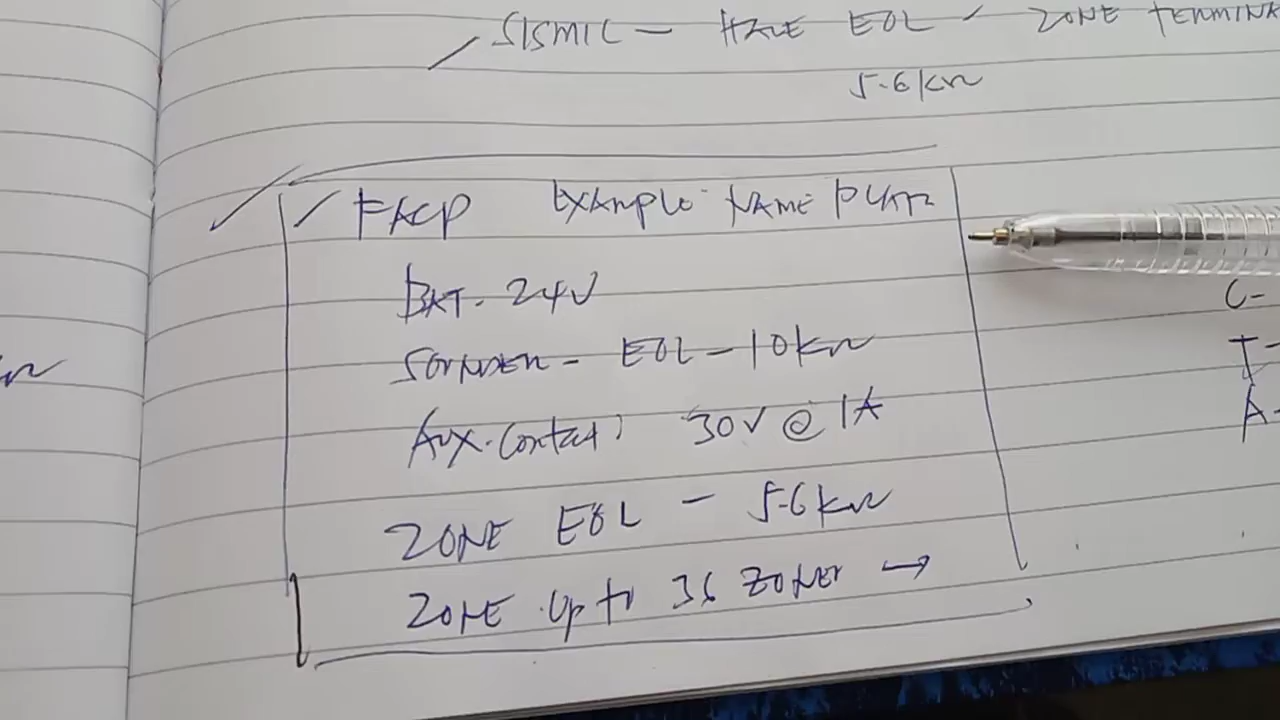 SISMIC - HALE EOL ZONE TERMINA
5.6kΩ
FACP EXAMPLE NAME PLATE
BAT. 24V
SOUNDER - EOL - 10kΩ
AUX. Contact 30V @ 1A
ZONE EOL - 5.6kΩ
ZONE Up to 36 ZONES →
C-
I-
A-